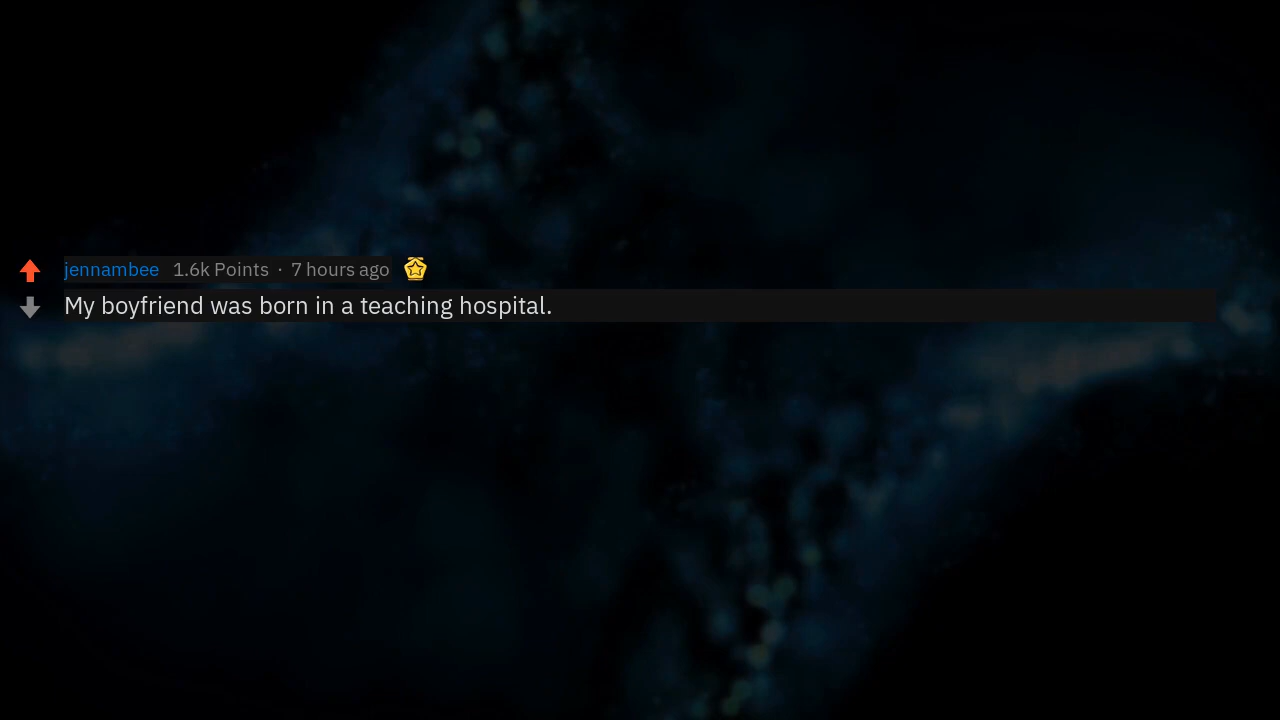 jennambee 1.6k Points · 7 hours ago
My boyfriend was born in a teaching hospital.